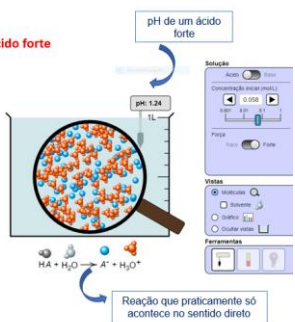 pH de um ácido
forte
cido forte
pH: 1.24
1L
HA + H₂O → A⁻ + H₃O⁺
Reação que praticamente só
acontece no sentido direto
Solução
Ácido
Base
Concentração inicial (mol/L)
0.058
0.001 0.01 0.1 1
Força
Fraco
Forte
Vistas
Moléculas
Solvente
Gráfico
Ocultar vistas
Ferramentas